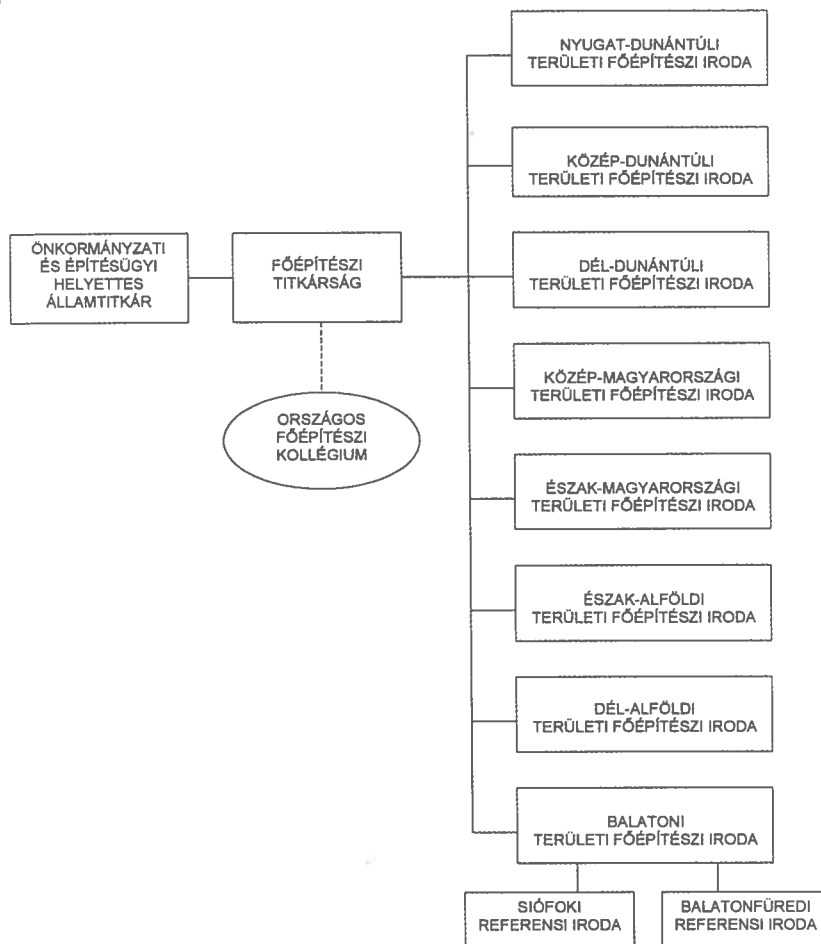 NYUGAT-DUNÁNTÚLI
TERÜLETI FŐÉPÍTÉSZI IRODA
KÖZÉP-DUNÁNTÚLI
TERÜLETI FŐÉPÍTÉSZI IRODA
ÖNKORMÁNYZATI
ÉS ÉPÍTÉSÜGYI
HELYETTES
ÁLLAMTITKÁR
FŐÉPÍTÉSZI
TITKÁRSÁG
DÉL-DUNÁNTÚLI
TERÜLETI FŐÉPÍTÉSZI IRODA
KÖZÉP-MAGYARORSZÁGI
TERÜLETI FŐÉPÍTÉSZI IRODA
ORSZÁGOS
FŐÉPÍTÉSZI
KOLLÉGIUM
ÉSZAK-MAGYARORSZÁGI
TERÜLETI FŐÉPÍTÉSZI IRODA
ÉSZAK-ALFÖLDI
TERÜLETI FŐÉPÍTÉSZI IRODA
DÉL-ALFÖLDI
TERÜLETI FŐÉPÍTÉSZI IRODA
BALATONI
TERÜLETI FŐÉPÍTÉSZI IRODA
SIÓFOKI
REFERENSI IRODA
BALATONFÜREDI
REFERENSI IRODA